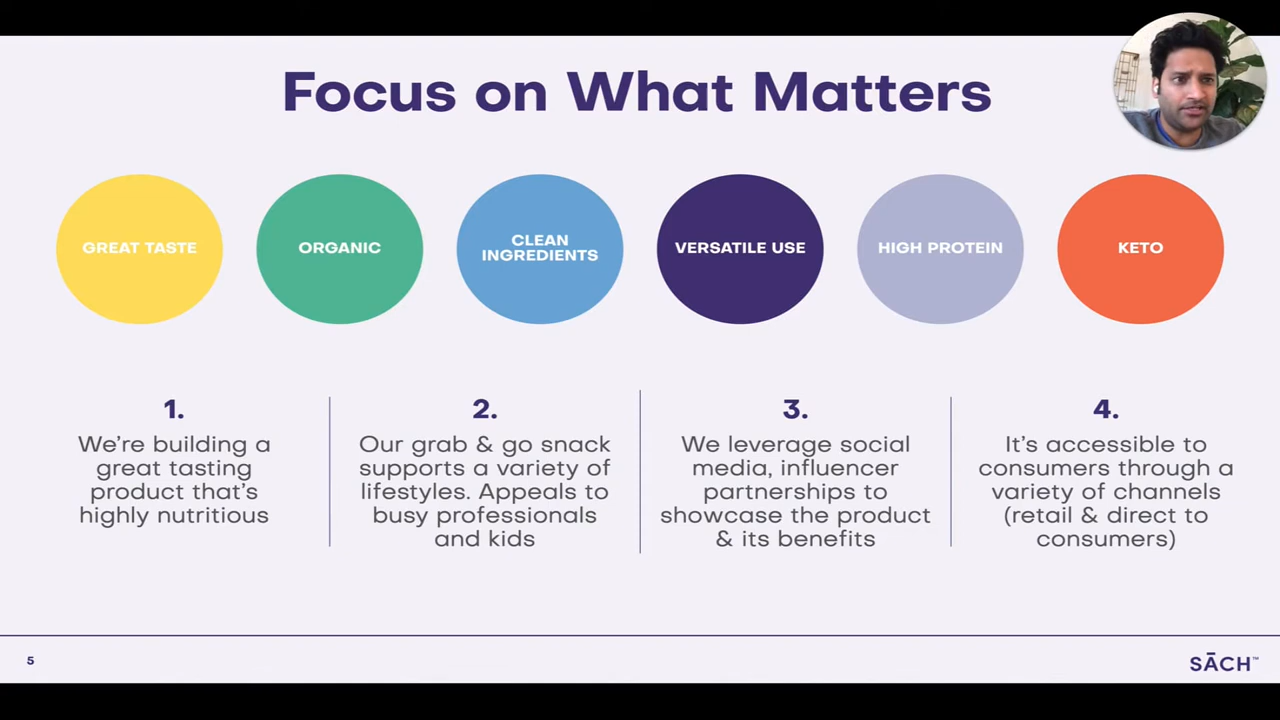 Focus on What Matters
GREAT TASTE
ORGANIC
CLEAN
INGREDIENTS
VERSATILE USE
HIGH PROTEIN
KETO
1.
We're building a
great tasting
product that's
highly nutritious
2.
Our grab & go snack
supports a variety of
lifestyles. Appeals to
busy professionals
and kids
3.
We leverage social
media, influencer
partnerships to
showcase the product
& its benefits
4.
It's accessible to
consumers through a
variety of channels
(retail & direct to
consumers)
5
SĀCH™